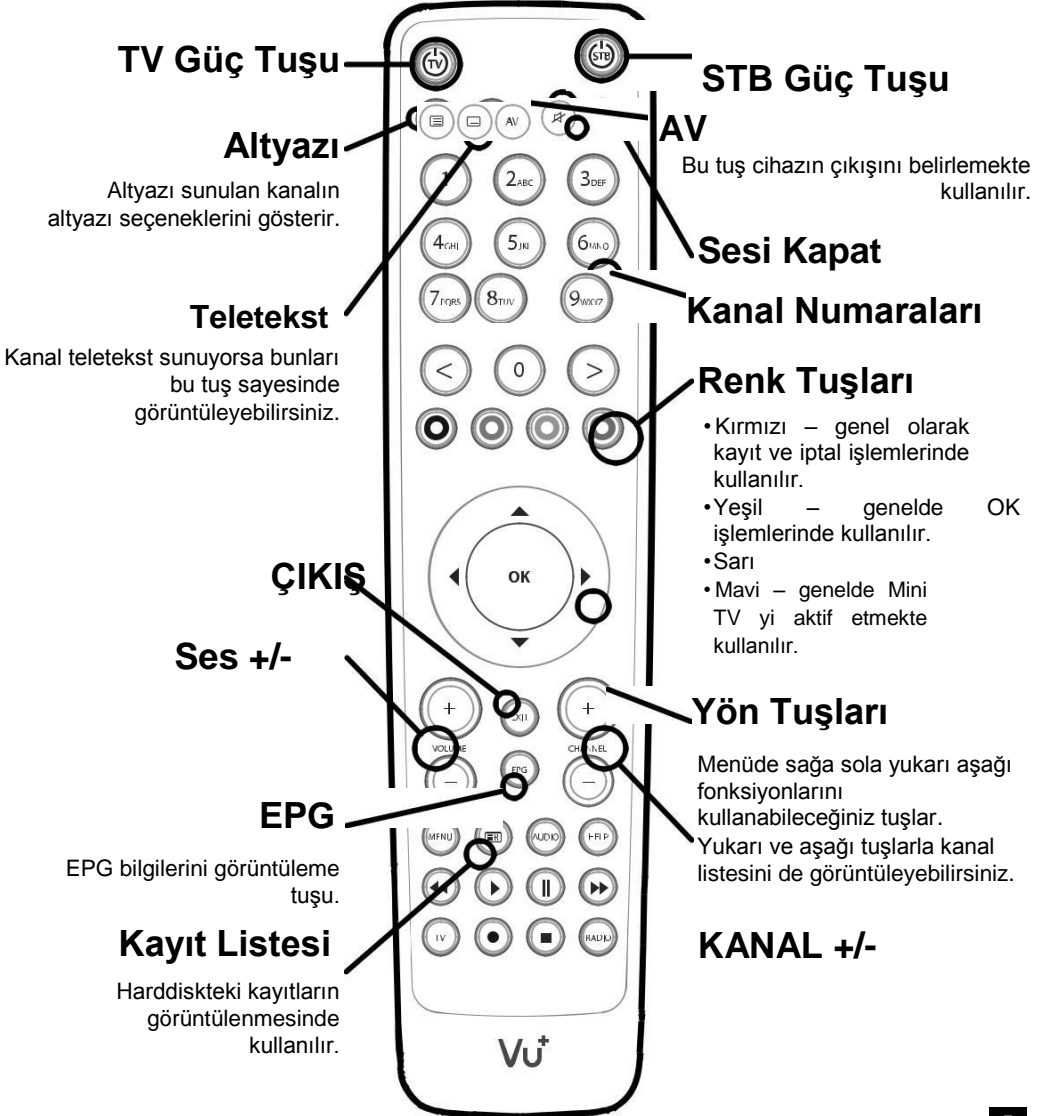 TV Güç Tuşu
Altyazı
Altyazı sunulan kanalın
altyazı seçeneklerini gösterir.
Teletekst
Kanal teletekst sunuyorsa bunları
bu tuş sayesinde
görüntüleyebilirsiniz.
ÇIKIŞ
Ses +/-
EPG
EPG bilgilerini görüntüleme
tuşu.
Kayıt Listesi
Harddiskteki kayıtların
görüntülenmesinde
kullanılır.
TV STB
AV
1 2ABC 3DEF
4GHI 5JKL 6MNO
7PQRS 8TUV 9WXYZ
< 0 >
OK
+ EXIT +
VOLUME CHANNEL
- EPG -
MENU AUDIO HELP
TV RADIO
Vu+
STB Güç Tuşu
AV
Bu tuş cihazın çıkışını belirlemekte
kullanılır.
Sesi Kapat
Kanal Numaraları
Renk Tuşları
•Kırmızı – genel olarak
kayıt ve iptal işlemlerinde
kullanılır.
•Yeşil – genelde OK
işlemlerinde kullanılır.
•Sarı
•Mavi – genelde Mini
TV yi aktif etmekte
kullanılır.
Yön Tuşları
Menüde sağa sola yukarı aşağı
fonksiyonlarını
kullanabileceğiniz tuşlar.
Yukarı ve aşağı tuşlarla kanal
listesini de görüntüleyebilirsiniz.
KANAL +/-